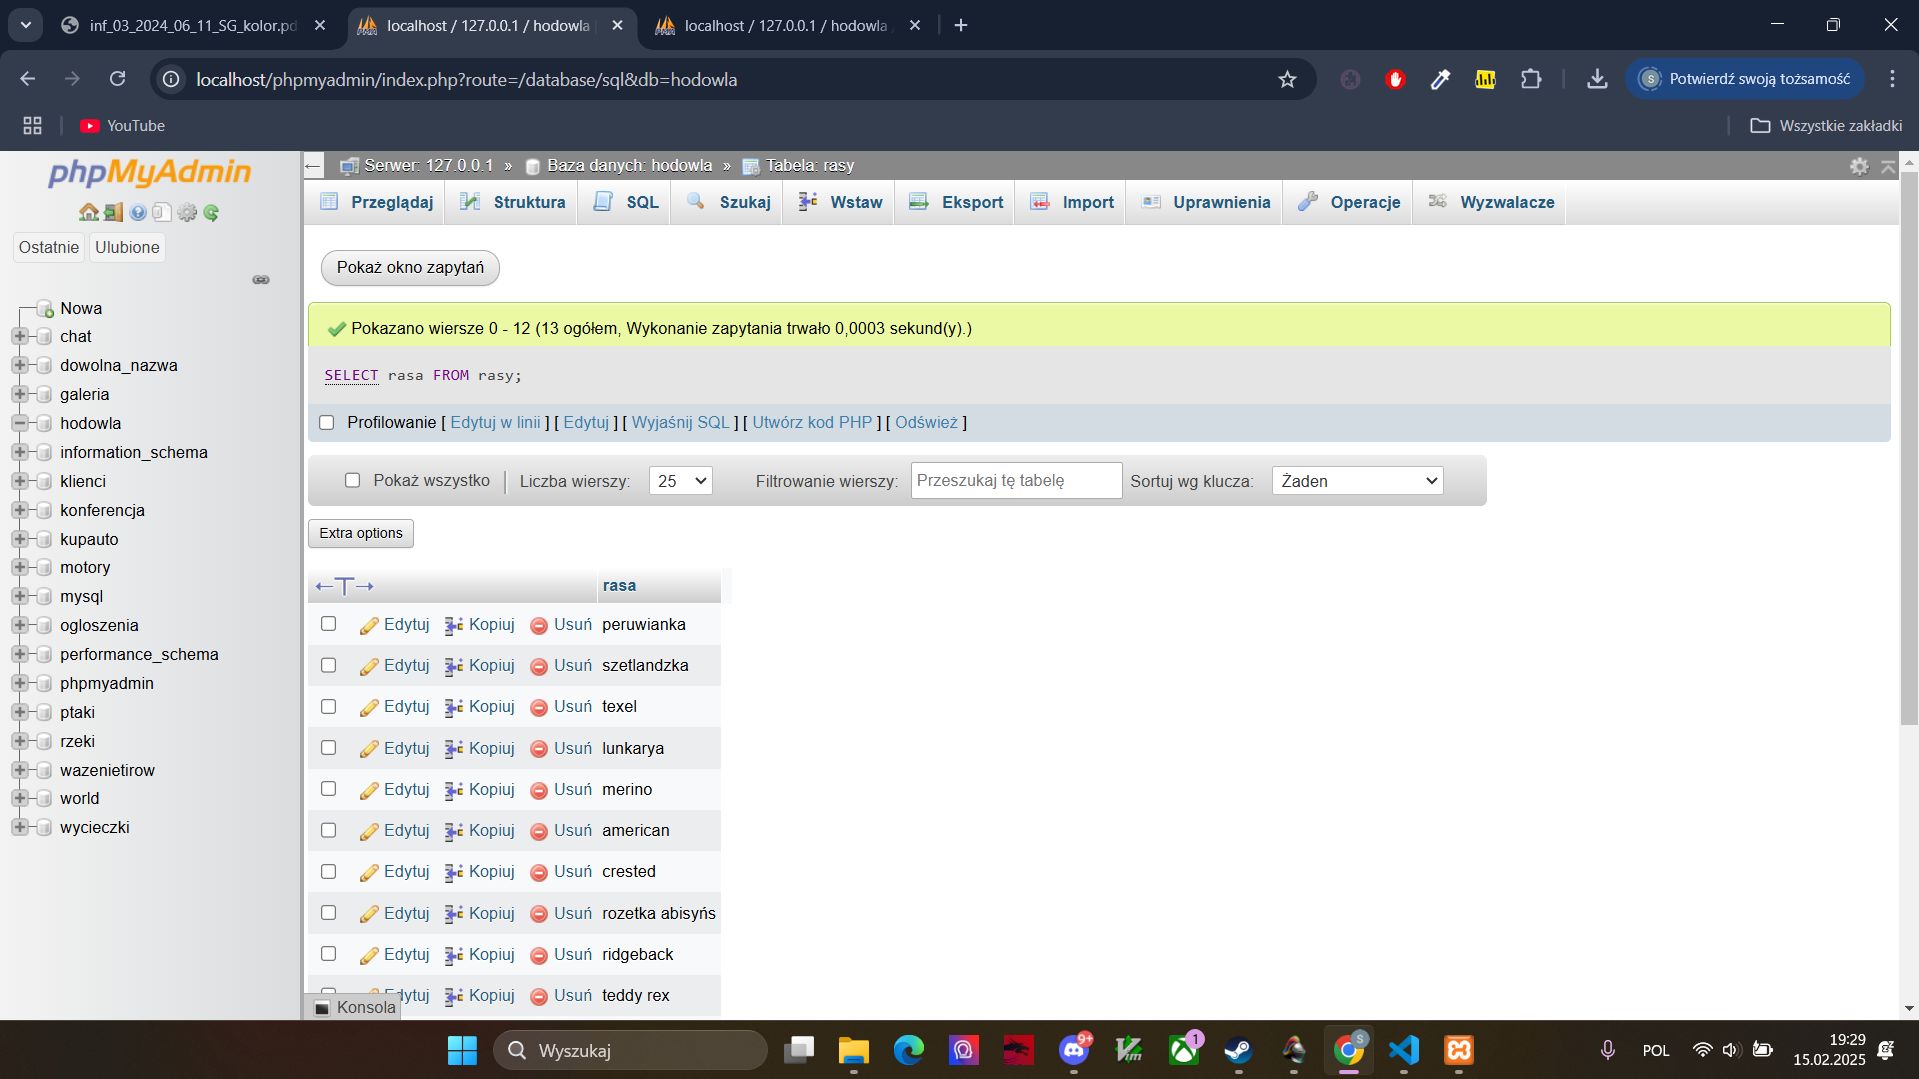 inf_03_2024_06_11_SG_kolor.pd
localhost / 127.0.0.1 / hodowla
localhost / 127.0.0.1 / hodowla
localhost/phpmyadmin/index.php?route=/database/sql&db=hodowla
Potwierdź swoją tożsamość
YouTube
Wszystkie zakładki
phpMyAdmin
Ostatnie Ulubione
Nowa
chat
dowolna_nazwa
galeria
hodowla
information_schema
klienci
konferencja
kupauto
motory
mysql
ogloszenia
performance_schema
phpmyadmin
ptaki
rzeki
wazenietirow
world
wycieczki
Serwer: 127.0.0.1 » Baza danych: hodowla » Tabela: rasy
Przeglądaj Struktura SQL Szukaj Wstaw Eksport Import Uprawnienia Operacje Wyzwalacze
Pokaż okno zapytań
Pokazano wiersze 0 - 12 (13 ogółem, Wykonanie zapytania trwało 0,0003 sekund(y).)
SELECT rasa FROM rasy;
Profilowanie [ Edytuj w linii ] [ Edytuj ] [ Wyjaśnij SQL ] [ Utwórz kod PHP ] [ Odśwież ]
Pokaż wszystko Liczba wierszy: 25 Filtrowanie wierszy: Przeszukaj tę tabelę Sortuj wg klucza: Żaden
Extra options
←T→ rasa
Edytuj Kopiuj Usuń peruwianka
Edytuj Kopiuj Usuń szetlandzka
Edytuj Kopiuj Usuń texel
Edytuj Kopiuj Usuń lunkarya
Edytuj Kopiuj Usuń merino
Edytuj Kopiuj Usuń american
Edytuj Kopiuj Usuń crested
Edytuj Kopiuj Usuń rozetka abisyńs
Edytuj Kopiuj Usuń ridgeback
dytuj Kopiuj Usuń teddy rex
Konsola
Wyszukaj
9+
1
S
POL
19:29
15.02.2025